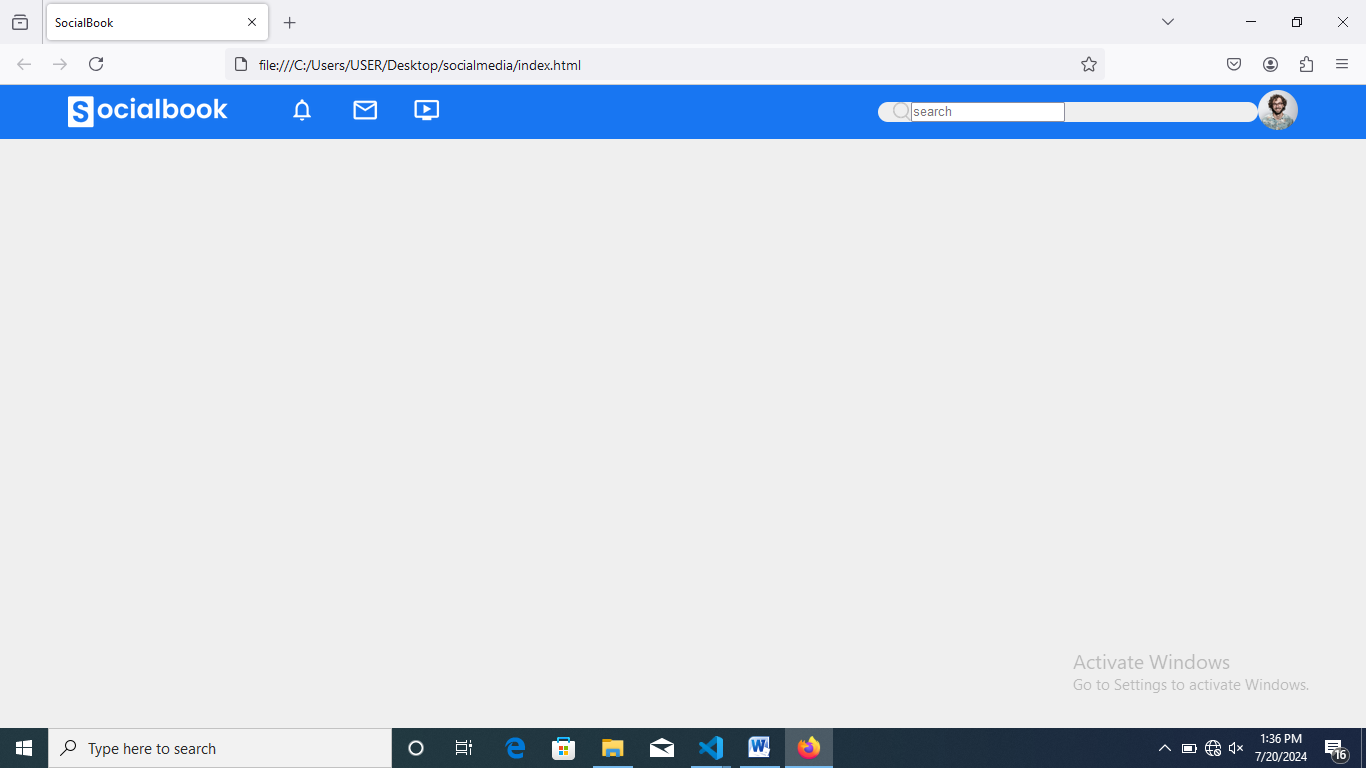 SocialBook
file:///C:/Users/USER/Desktop/socialmedia/index.html
Socialbook
search
Activate Windows
Go to Settings to activate Windows.
Type here to search
1:36 PM
7/20/2024
16